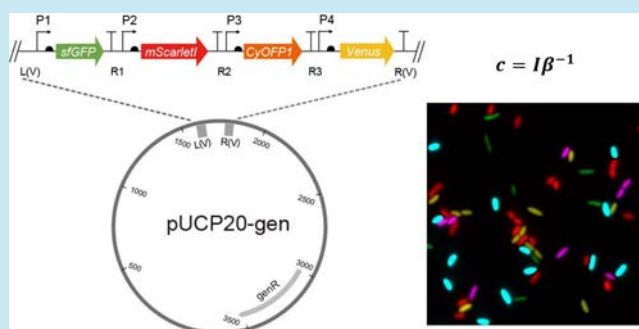 P1 P2 P3 P4
sfGFP mScarletI CyOFP1 Venus
L(V) R1 R2 R3 R(V)
c = Iβ⁻¹
L(V) R(V)
1500 2000
1000 2500
pUCP20-gen
500 3000
genR
3500